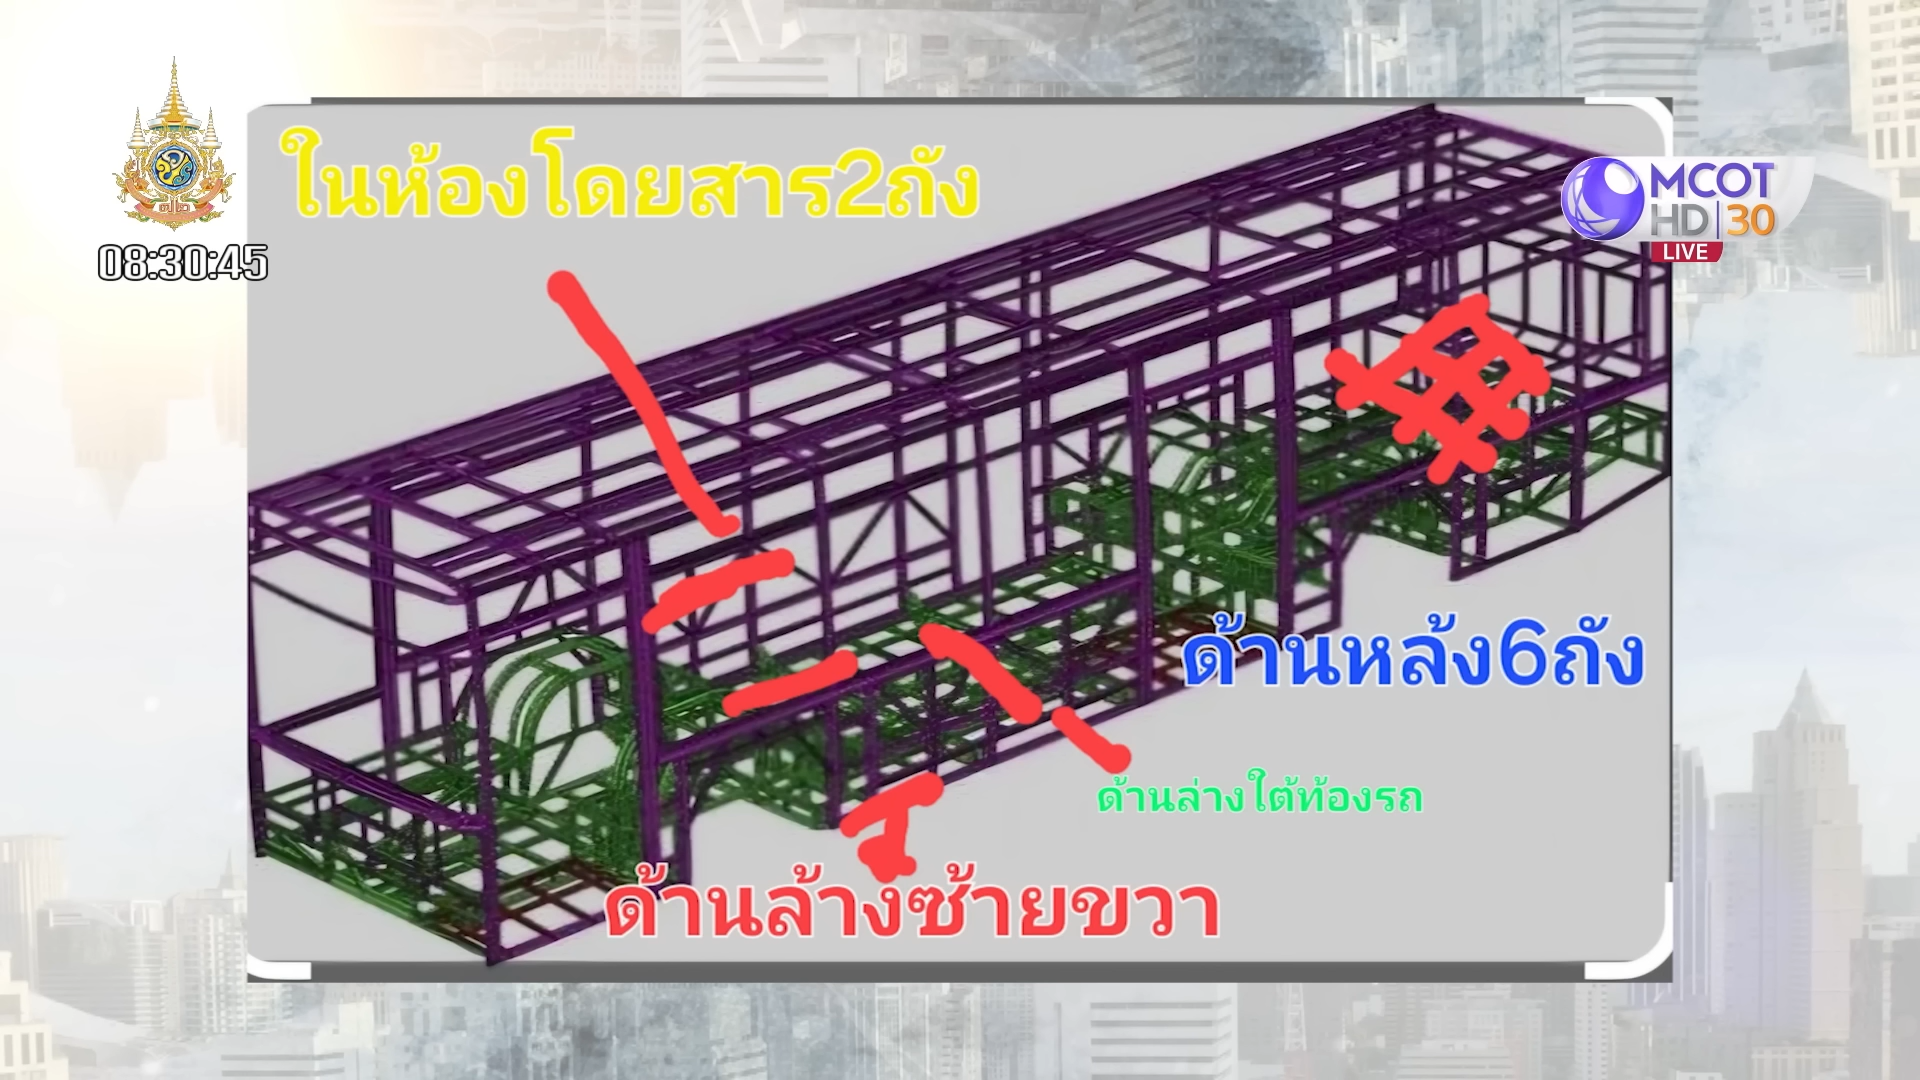 ในห้องโดยสาร2ถัง
MCOT
HD 30
LIVE
08:30:45
ด้านหลัง6ถัง
ด้านล่างใต้ท้องรถ
ด้านล้างซ้ายขวา